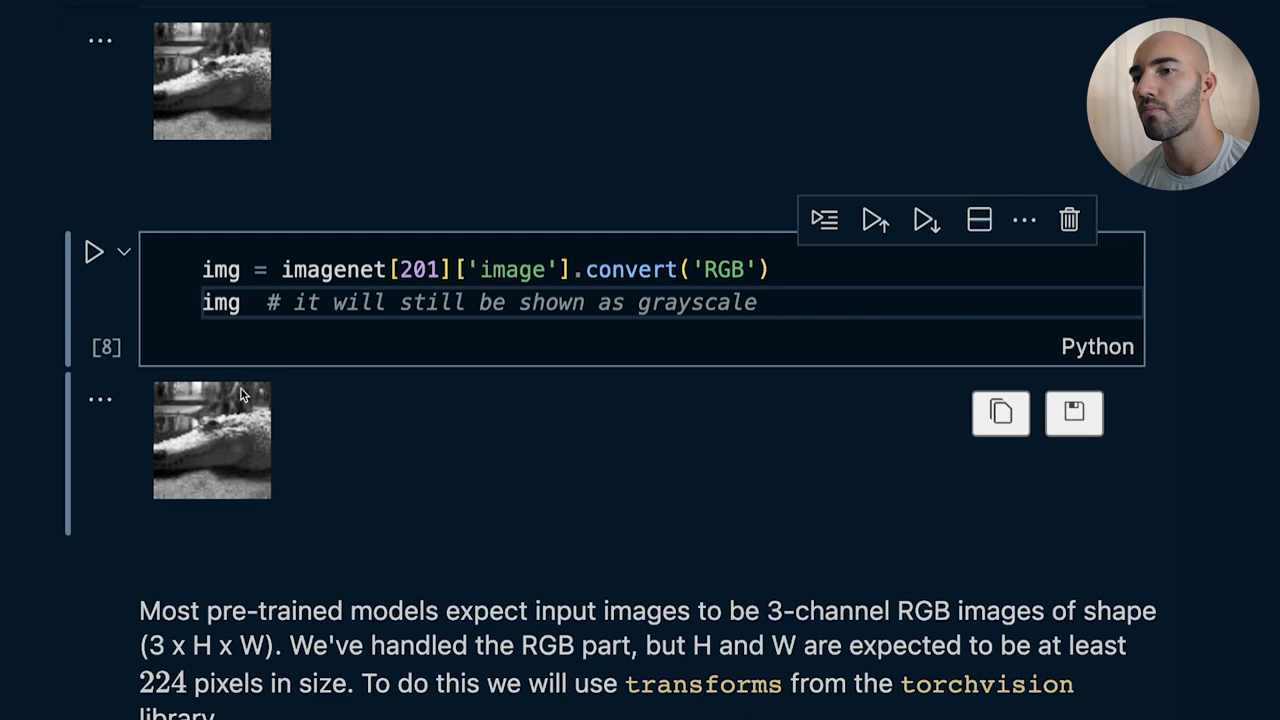 img = imagenet[201]['image'].convert('RGB')
img  # it will still be shown as grayscale
[8]
Python
Most pre-trained models expect input images to be 3-channel RGB images of shape
(3 x H x W). We've handled the RGB part, but H and W are expected to be at least
224 pixels in size. To do this we will use transforms from the torchvision
library